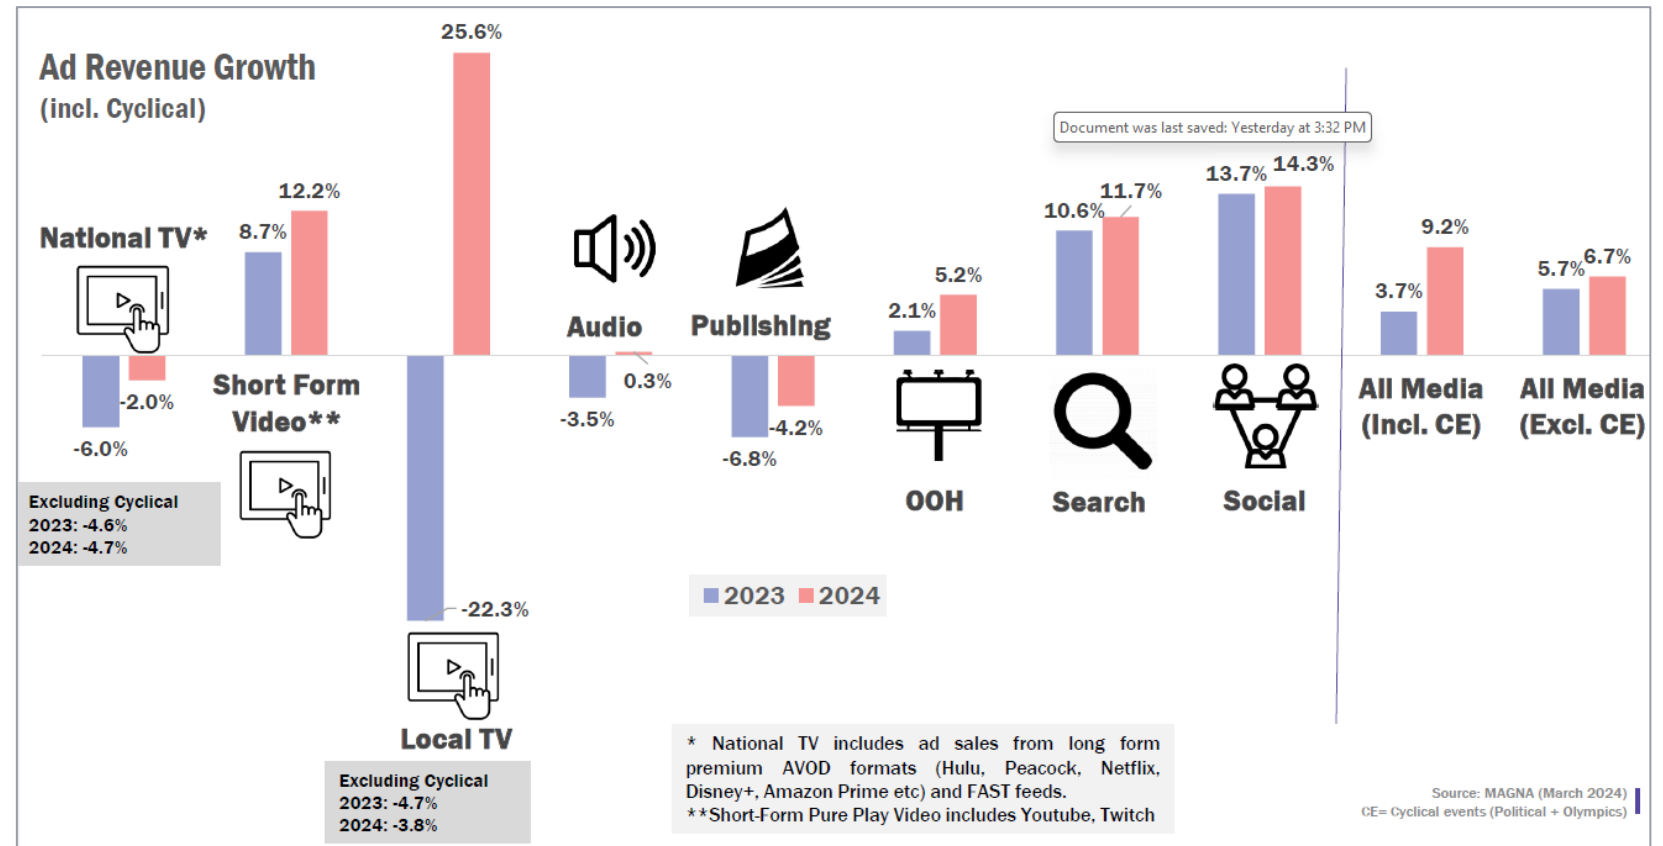 Ad Revenue Growth
(incl. Cyclical)
National TV*
-6.0%
-2.0%
Excluding Cyclical
2023: -4.6%
2024: -4.7%
8.7%
12.2%
Short Form
Video**
25.6%
-22.3%
Local TV
Excluding Cyclical
2023: -4.7%
2024: -3.8%
Audio
-3.5%
0.3%
Publishing
-6.8%
-4.2%
2.1%
5.2%
OOH
10.6%
11.7%
Search
Document was last saved: Yesterday at 3:32 PM
13.7%
14.3%
Social
3.7%
9.2%
All Media
(Incl. CE)
5.7%
6.7%
All Media
(Excl. CE)
2023
2024
* National TV includes ad sales from long form
premium AVOD formats (Hulu, Peacock, Netflix,
Disney+, Amazon Prime etc) and FAST feeds.
**Short-Form Pure Play Video includes Youtube, Twitch
Source: MAGNA (March 2024)
CE= Cyclical events (Political + Olympics)